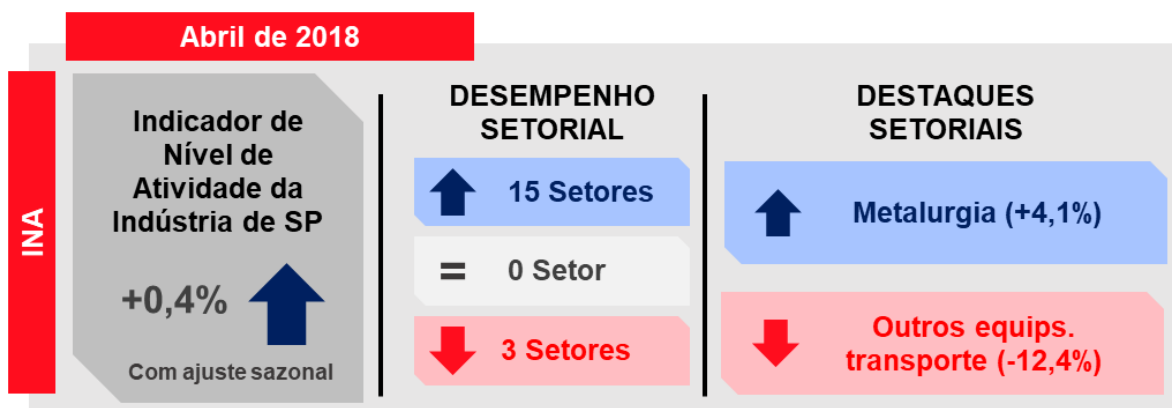 Abril de 2018
INA
Indicador de
Nível de
Atividade da
Indústria de SP
+0,4%
Com ajuste sazonal
DESEMPENHO
SETORIAL
15 Setores
= 0 Setor
3 Setores
DESTAQUES
SETORIAIS
Metalurgia (+4,1%)
Outros equips.
transporte (-12,4%)